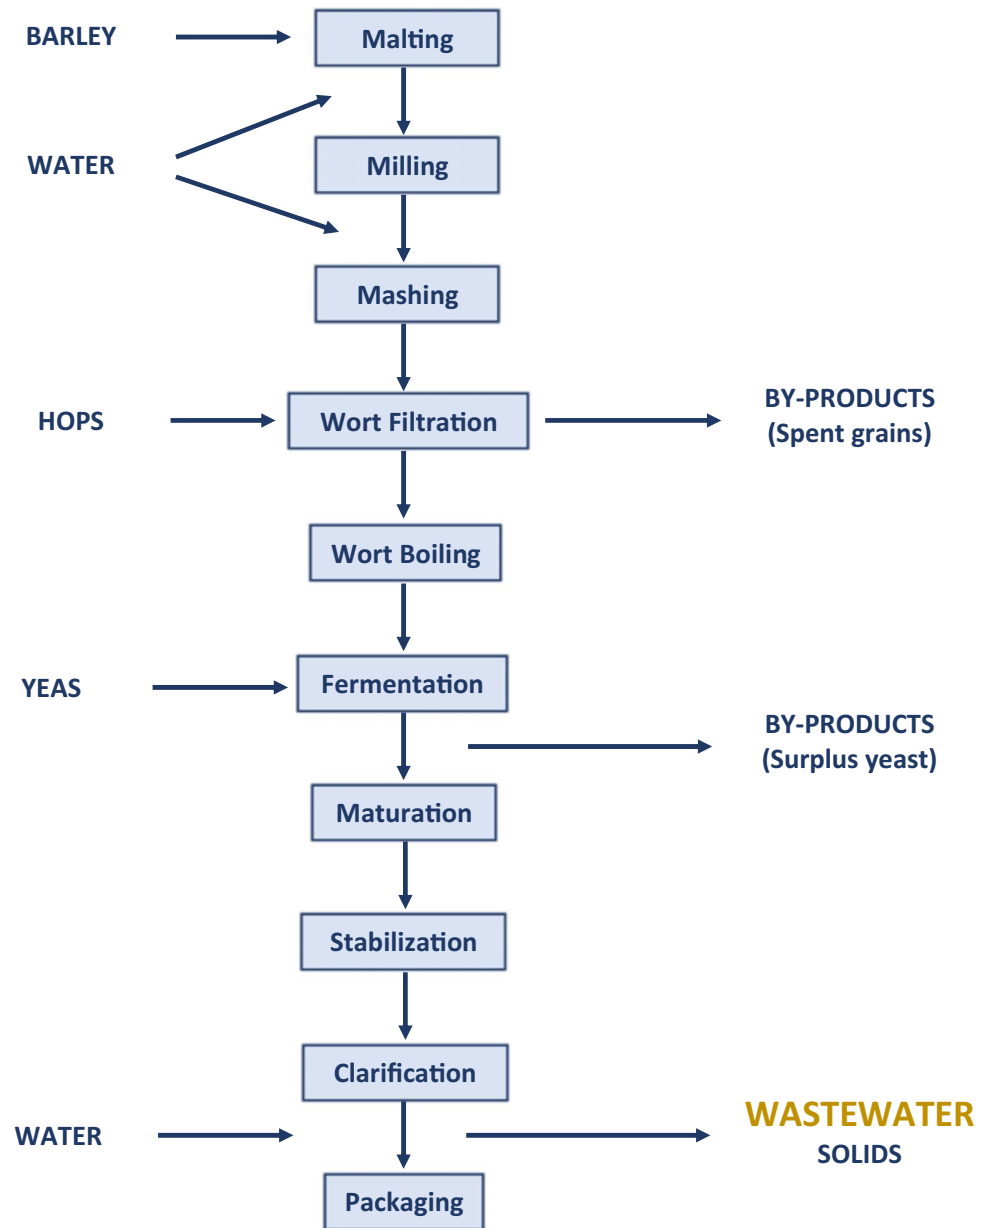 BARLEY
Malting
WATER
Milling
Mashing
HOPS
Wort Filtration
BY-PRODUCTS
(Spent grains)
Wort Boiling
YEAS
Fermentation
BY-PRODUCTS
(Surplus yeast)
Maturation
Stabilization
Clarification
WATER
WASTEWATER
SOLIDS
Packaging